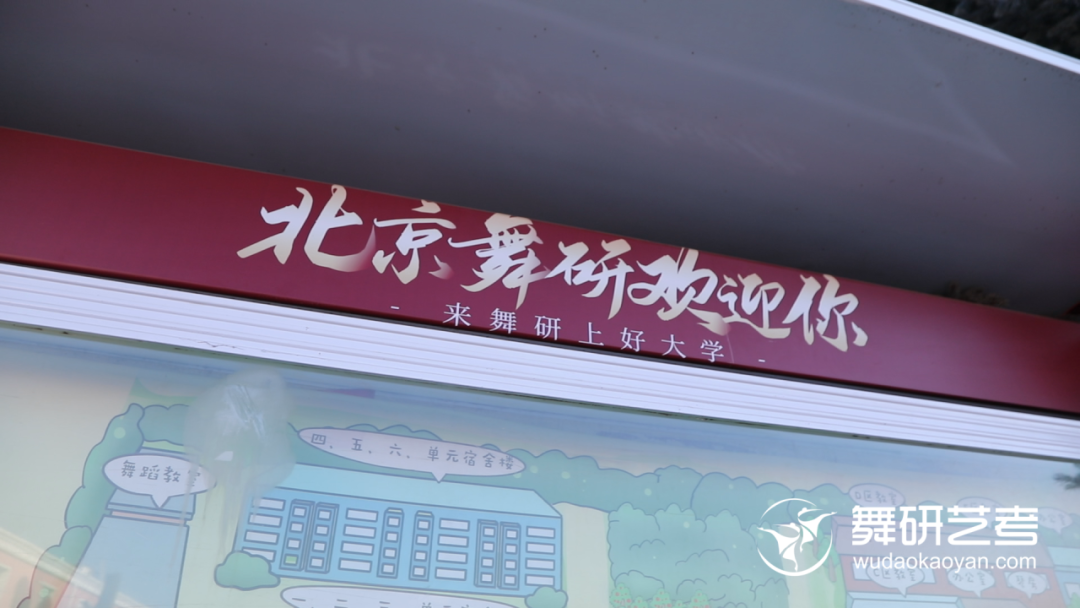 北京舞研欢迎你
- 来舞研上好大学 -
四、五、六、单元宿舍楼
舞蹈教室
舞研艺考
wudaokaoyan.com